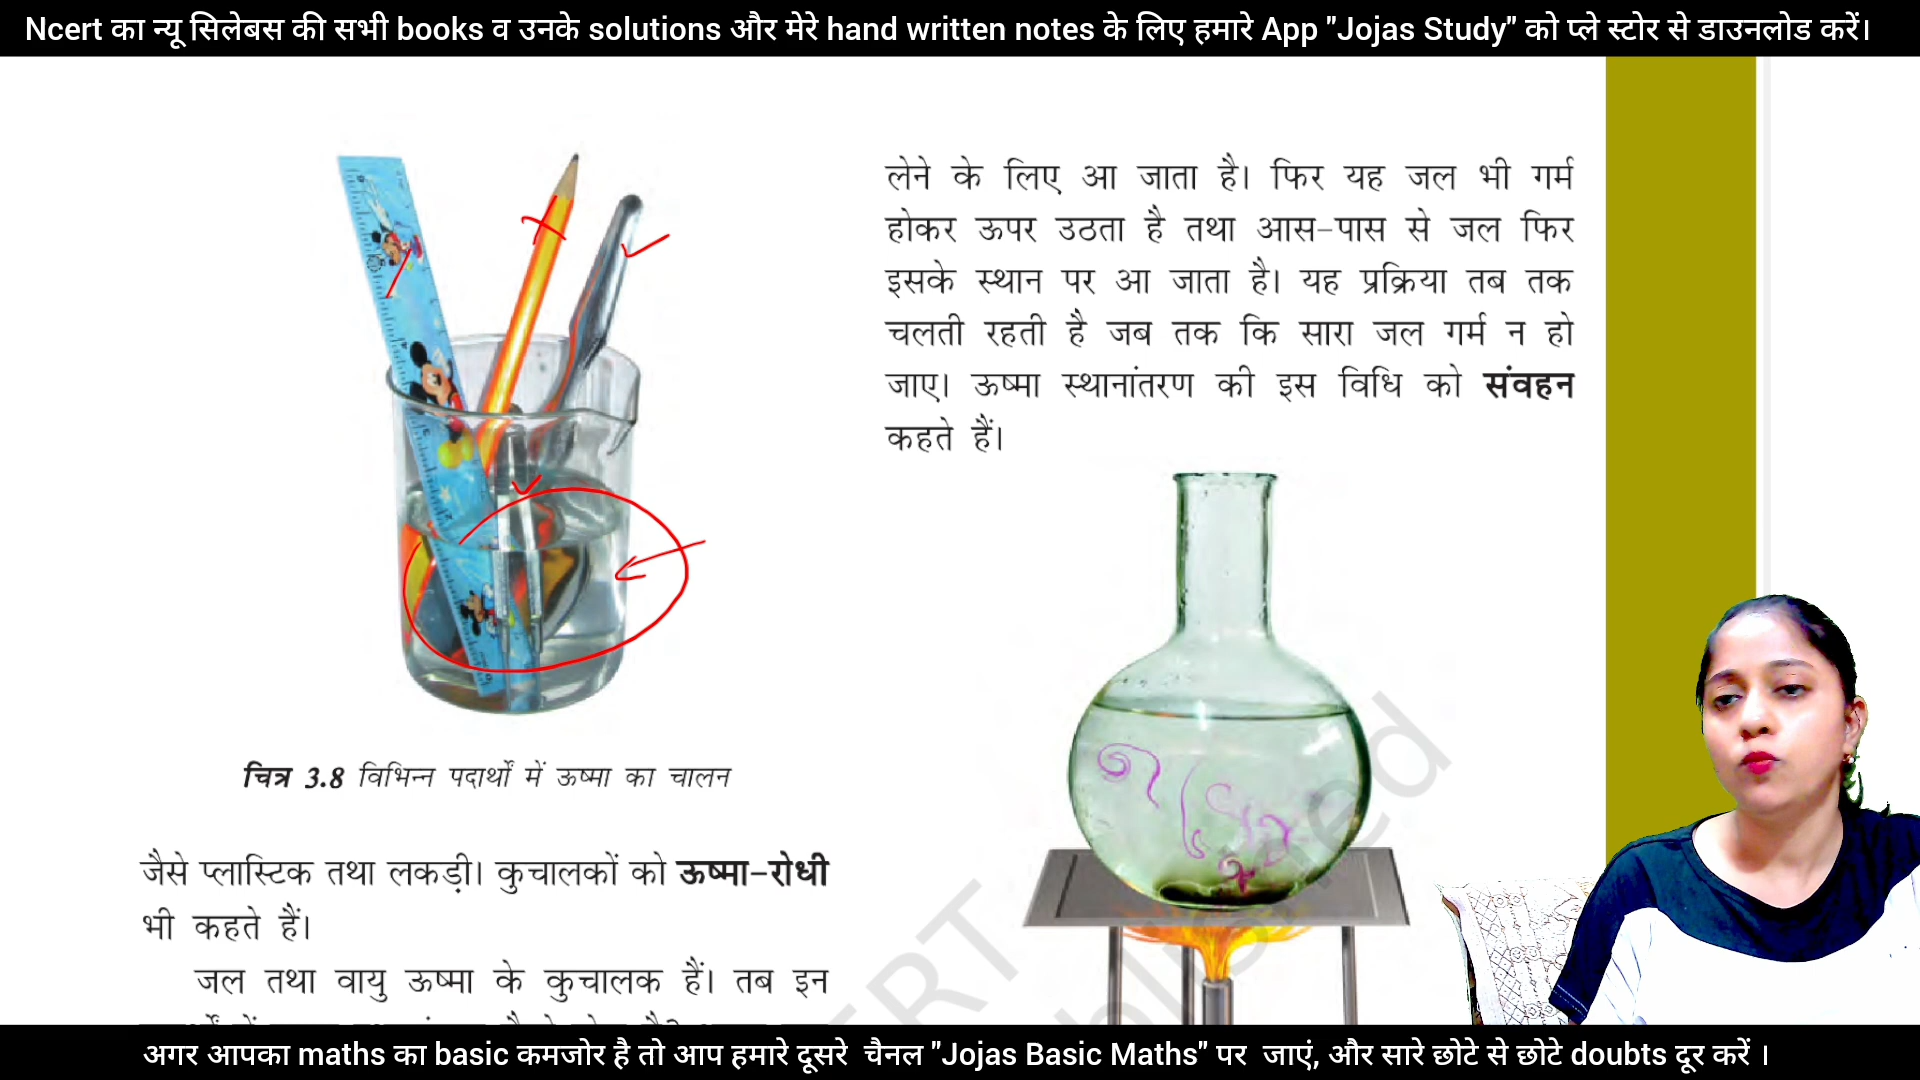 Ncert का न्यू सिलेबस की सभी books व उनके solutions और मेरे hand written notes के लिए हमारे App "Jojas Study" को प्ले स्टोर से डाउनलोड करें।
चित्र 3.8 विभिन्न पदार्थों में ऊष्मा का चालन
जैसे प्लास्टिक तथा लकड़ी। कुचालकों को ऊष्मा-रोधी
भी कहते हैं।
जल तथा वायु ऊष्मा के कुचालक हैं। तब इन
लेने के लिए आ जाता है। फिर यह जल भी गर्म
होकर ऊपर उठता है तथा आस-पास से जल फिर
इसके स्थान पर आ जाता है। यह प्रक्रिया तब तक
चलती रहती है जब तक कि सारा जल गर्म न हो
जाए। ऊष्मा स्थानांतरण की इस विधि को संवहन
कहते हैं।
अगर आपका maths का basic कमजोर है तो आप हमारे दूसरे चैनल "Jojas Basic Maths" पर जाएं, और सारे छोटे से छोटे doubts दूर करें ।